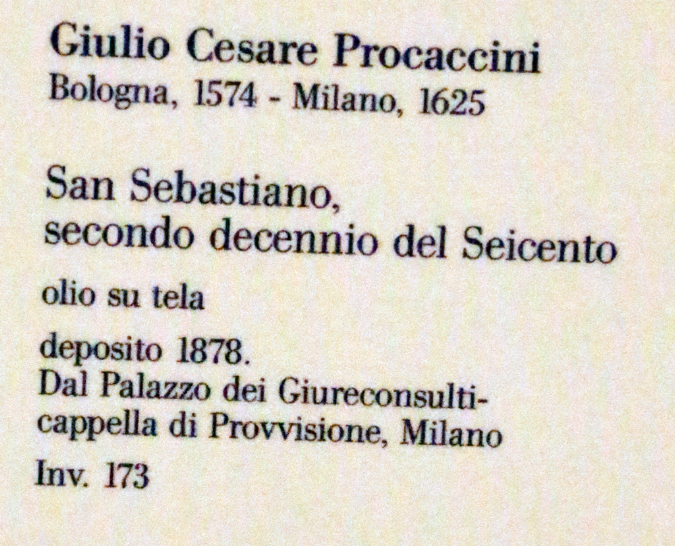 Giulio Cesare Procaccini
Bologna, 1574 - Milano, 1625
San Sebastiano,
secondo decennio del Seicento
olio su tela
deposito 1878.
Dal Palazzo dei Giureconsulti-
cappella di Provvisione, Milano
Inv. 173